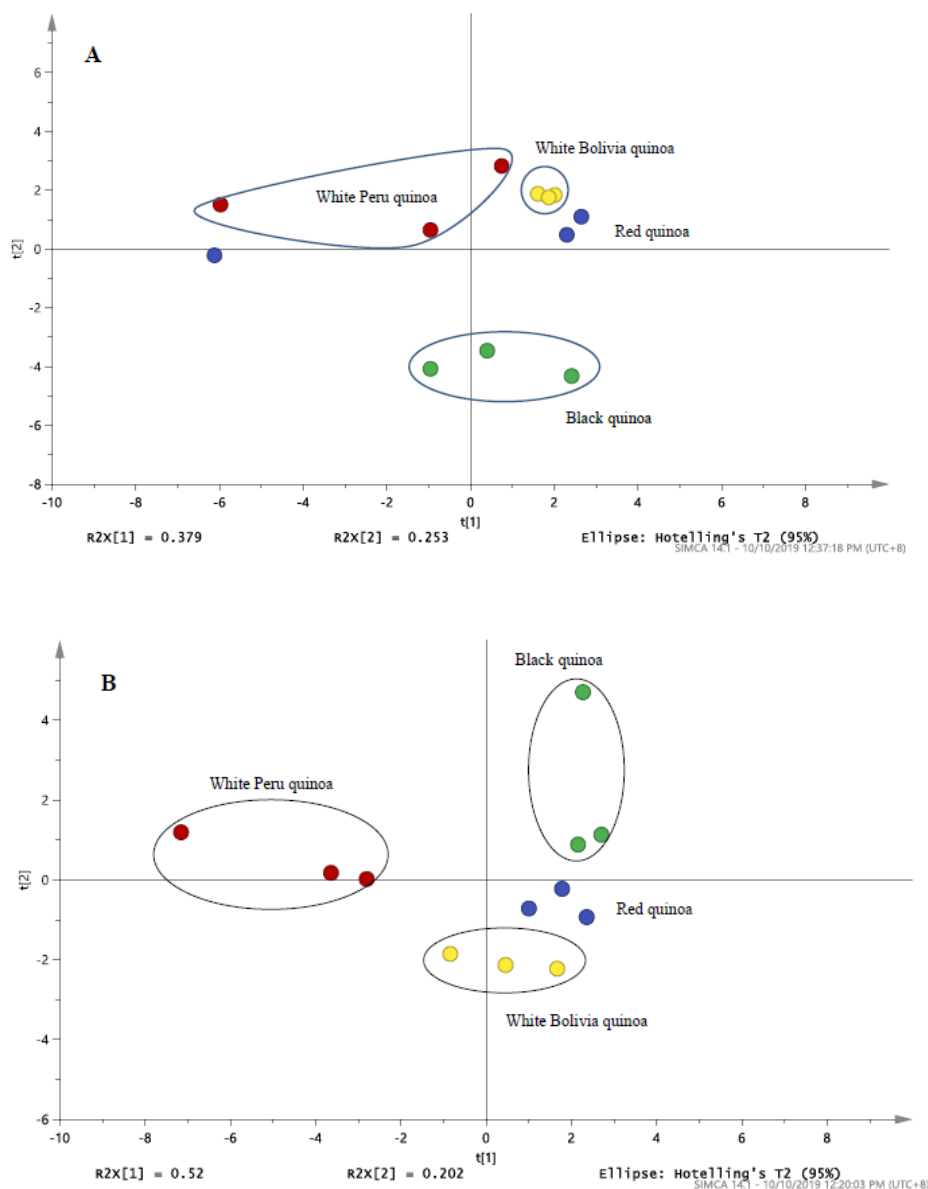 A
White Bolivia quinoa
White Peru quinoa
Red quinoa
Black quinoa
6
4
2
0
-2
-4
-6
-8
t[2]
-10 -8 -6 -4 -2 0 2 4 6 8
t[1]
R2X[1] = 0.379 R2X[2] = 0.253 Ellipse: Hotelling's T2 (95%)
SIMCA 14.1 - 10/10/2019 12:37:18 PM (UTC+8)
B
Black quinoa
White Peru quinoa
Red quinoa
White Bolivia quinoa
4
2
0
-2
-4
-6
t[2]
-10 -8 -6 -4 -2 0 2 4 6 8
t[1]
R2X[1] = 0.52 R2X[2] = 0.202 Ellipse: Hotelling's T2 (95%)
SIMCA 14.1 - 10/10/2019 12:20:03 PM (UTC+8)